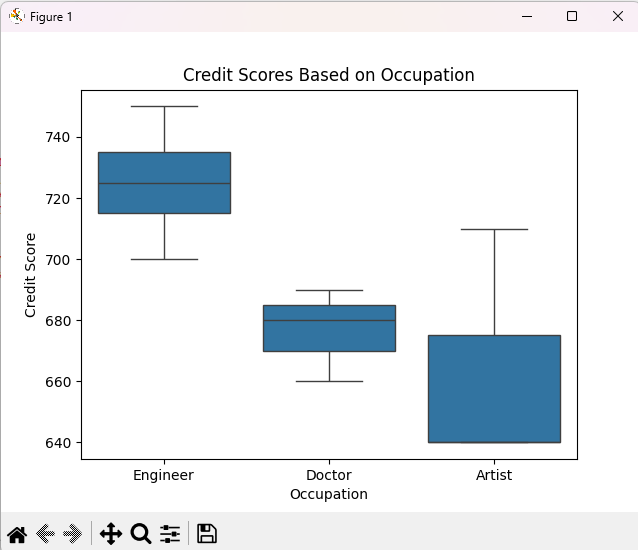 Figure 1
Credit Scores Based on Occupation
740
720
700
680
660
640
Credit Score
Engineer Doctor Artist
Occupation